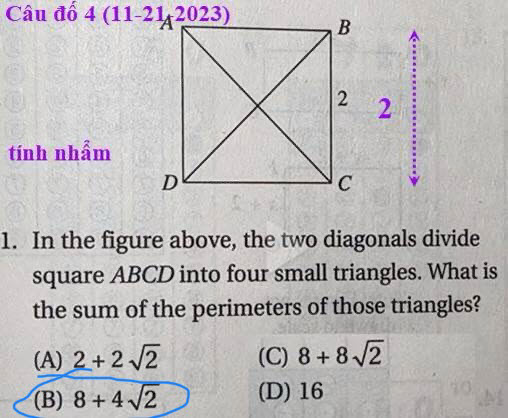 Câu đố 4 (11-21-2023)
A
B
2
2
tính nhẩm
D
C
1. In the figure above, the two diagonals divide
square ABCD into four small triangles. What is
the sum of the perimeters of those triangles?
(A) 2 + 2√2
(C) 8 + 8√2
(B) 8 + 4√2
(D) 16